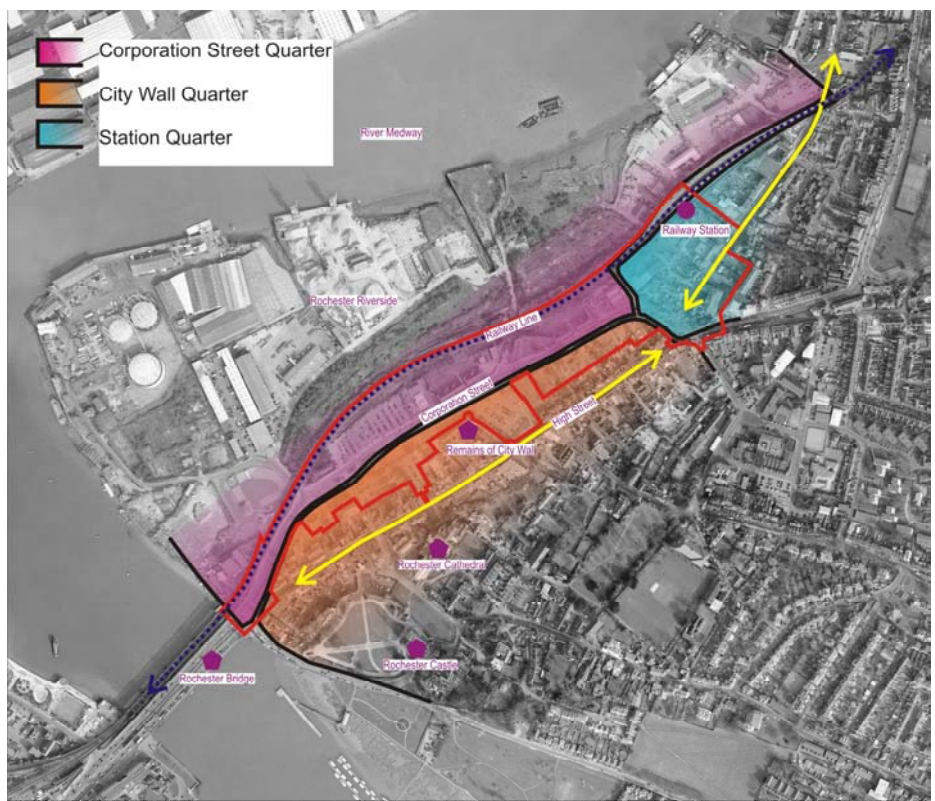 Corporation Street Quarter
City Wall Quarter
Station Quarter
River Medway
Railway Station
Rochester Riverside
Railway Line
Corporation Street
High Street
Remains of City Wall
Rochester Cathedral
Rochester Castle
Rochester Bridge